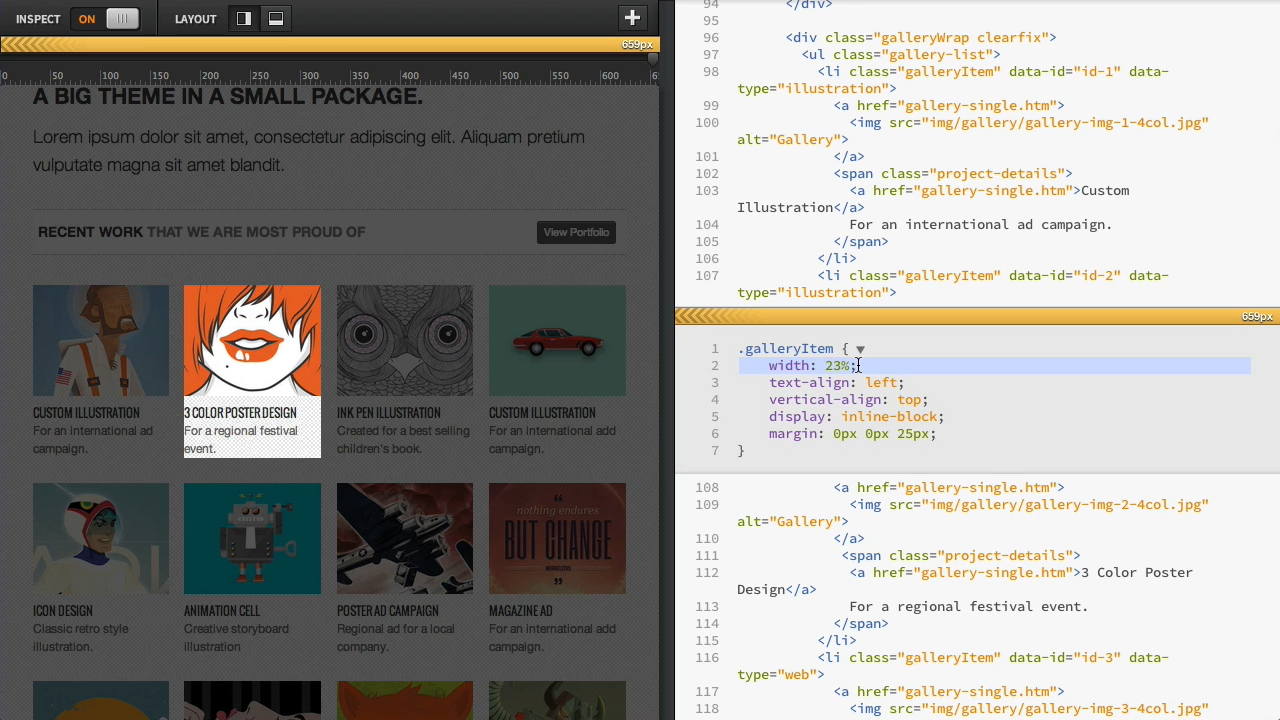 INSPECT ON LAYOUT
659px
0 50 100 150 200 250 300 350 400 450 500 550 600
A BIG THEME IN A SMALL PACKAGE.
Lorem ipsum dolor sit amet, consectetur adipiscing elit. Aliquam pretium
vulputate magna sit amet blandit.
RECENT WORK THAT WE ARE MOST PROUD OF View Portfolio
CUSTOM ILLUSTRATION
For an international ad
campaign.
3 COLOR POSTER DESIGN
For a regional festival
event.
INK PEN ILLUSTRATION
Created for a best selling
children's book.
CUSTOM ILLUSTRATION
For an international add
campaign.
“
nothing endures
BUT CHANGE
HERACLITUS
”
ICON DESIGN
Classic retro style
illustration.
ANIMATION CELL
Creative storyboard
illustration
POSTER AD CAMPAIGN
Regional ad for a local
company.
MAGAZINE AD
For an international add
campaign.
94 </div>
95
96 <div class="galleryWrap clearfix">
97 <ul class="gallery-list">
98 <li class="galleryItem" data-id="id-1" data-
type="illustration">
99 <a href="gallery-single.htm">
100 <img src="img/gallery/gallery-img-1-4col.jpg"
alt="Gallery">
101 </a>
102 <span class="project-details">
103 <a href="gallery-single.htm">Custom
Illustration</a>
104 For an international ad campaign.
105 </span>
106 </li>
107 <li class="galleryItem" data-id="id-2" data-
type="illustration">
659px
1 .galleryItem { ▼
2 width: 23%;
3 text-align: left;
4 vertical-align: top;
5 display: inline-block;
6 margin: 0px 0px 25px;
7 }
108 <a href="gallery-single.htm">
109 <img src="img/gallery/gallery-img-2-4col.jpg"
alt="Gallery">
110 </a>
111 <span class="project-details">
112 <a href="gallery-single.htm">3 Color Poster
Design</a>
113 For a regional festival event.
114 </span>
115 </li>
116 <li class="galleryItem" data-id="id-3" data-
type="web">
117 <a href="gallery-single.htm">
118 <img src="img/gallery/gallery-img-3-4col.jpg"